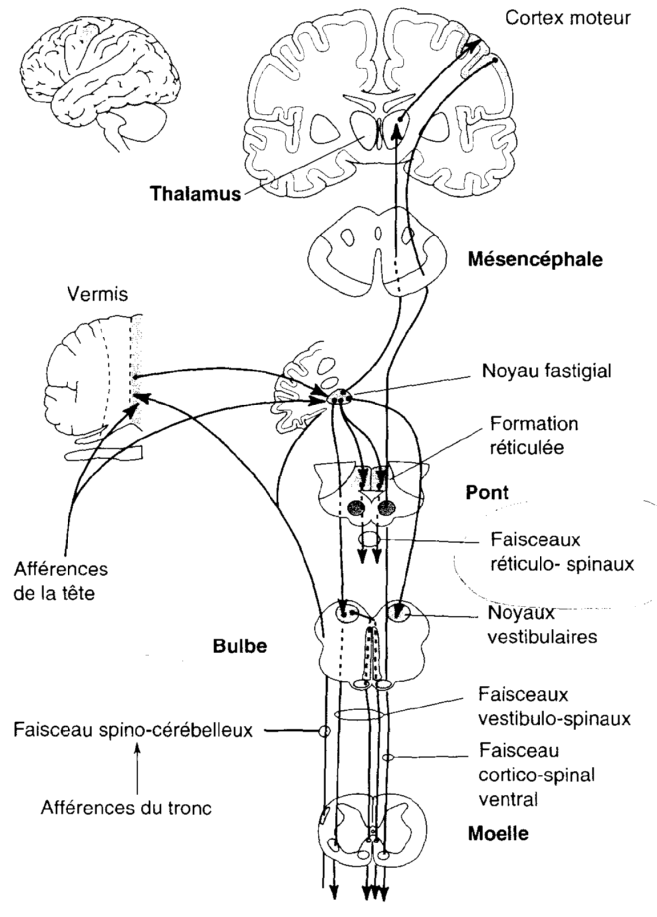 Cortex moteur
Thalamus
Mésencéphale
Vermis
Noyau fastigial
Formation
réticulée
Pont
Faisceaux
réticulo- spinaux
Afférences
de la tête
Noyaux
vestibulaires
Bulbe
Faisceaux
vestibulo-spinaux
Faisceau spino-cérébelleux
Faisceau
cortico-spinal
ventral
Afférences du tronc
Moelle